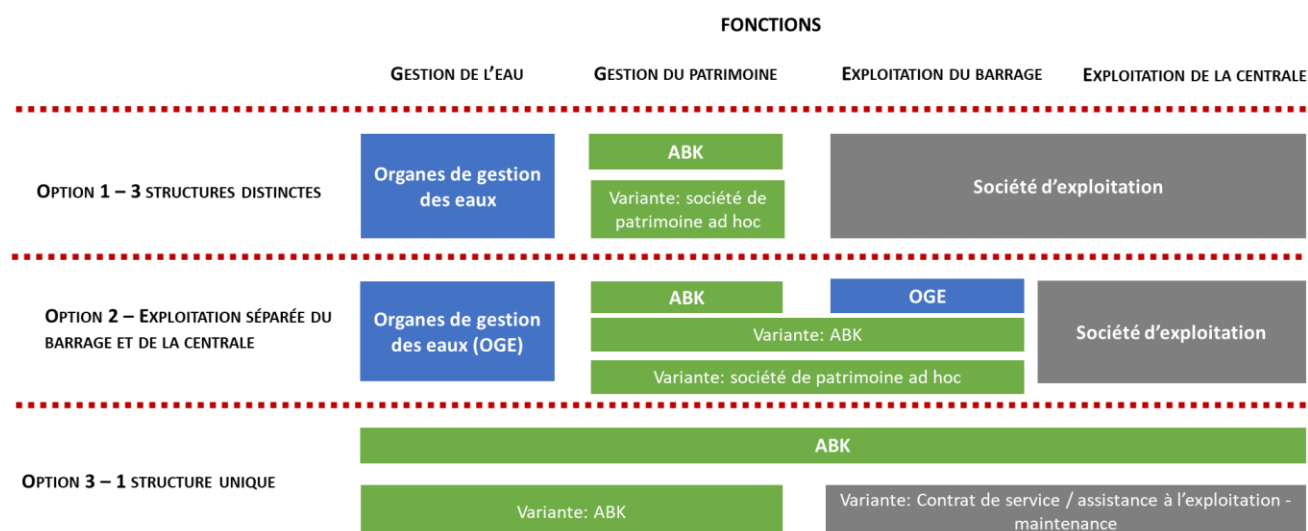 FONCTIONS
GESTION DE L'EAU
GESTION DU PATRIMOINE
EXPLOITATION DU BARRAGE
EXPLOITATION DE LA CENTRALE
OPTION 1 – 3 STRUCTURES DISTINCTES
Organes de gestion
des eaux
ABK
Variante: société de
patrimoine ad hoc
Société d'exploitation
OPTION 2 – EXPLOITATION SÉPARÉE DU
BARRAGE ET DE LA CENTRALE
Organes de gestion
des eaux (OGE)
ABK
OGE
Variante: ABK
Variante: société de patrimoine ad hoc
Société d'exploitation
OPTION 3 – 1 STRUCTURE UNIQUE
ABK
Variante: ABK
Variante: Contrat de service / assistance à l'exploitation -
maintenance